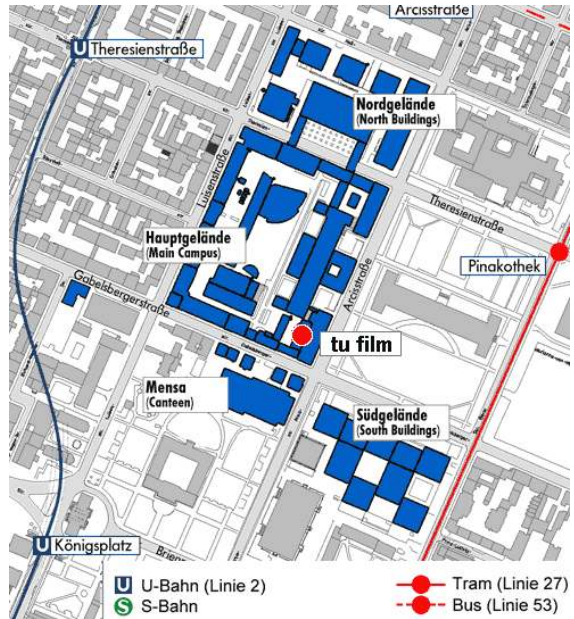 Arcisstraße
U Theresienstraße
Nordgelände
(North Buildings)
Luisenstraße
Theresienstraße
Hauptgelände
(Main Campus)
Pinakothek
Gabelsbergerstraße
Arcisstraße
tu film
Mensa
(Canteen)
Südgelände
(South Buildings)
U Königsplatz
Brienn
U U-Bahn (Linie 2)
S S-Bahn
Tram (Linie 27)
Bus (Linie 53)